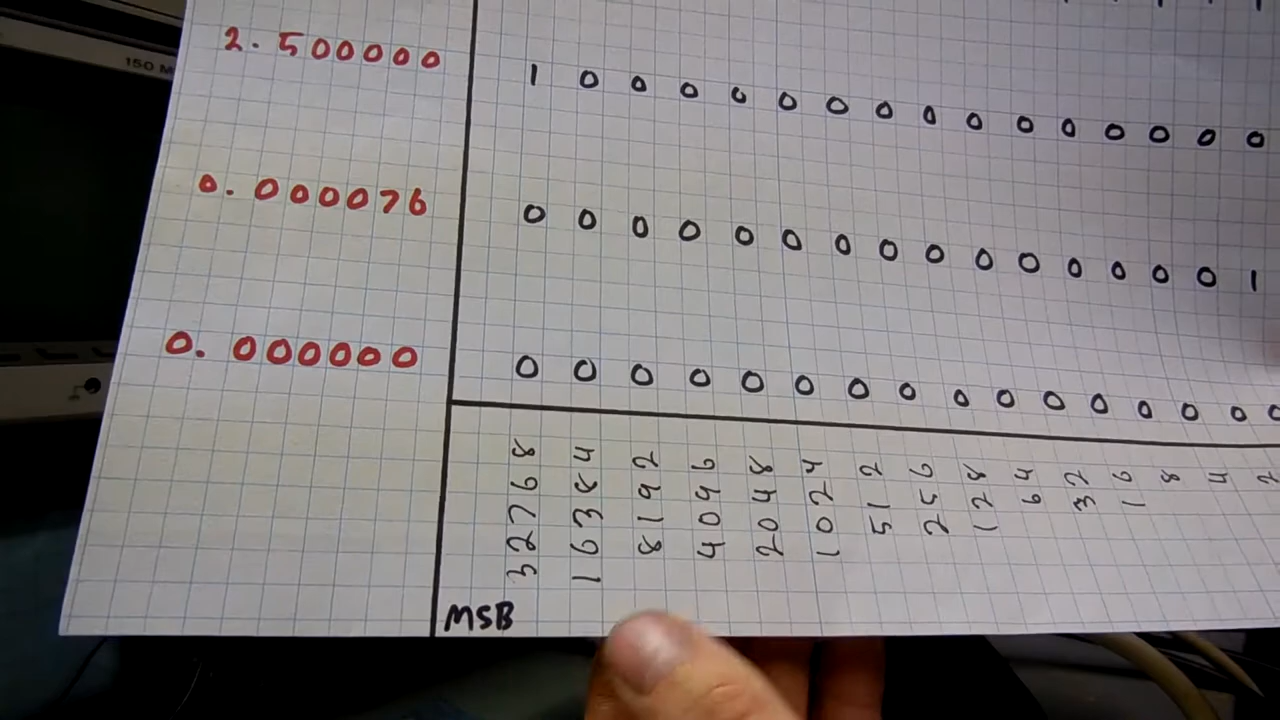 150 M
2.500000 1 0 0 0 0 0 0 0 0 0 0 0 0 0 0 0
0.000076 0 0 0 0 0 0 0 0 0 0 0 0 0 0 0 1
0.000000 0 0 0 0 0 0 0 0 0 0 0 0 0 0 0 0
32768 16384 8192 4096 2048 1024 512 256 128 64 32 16 8 4 2
MSB